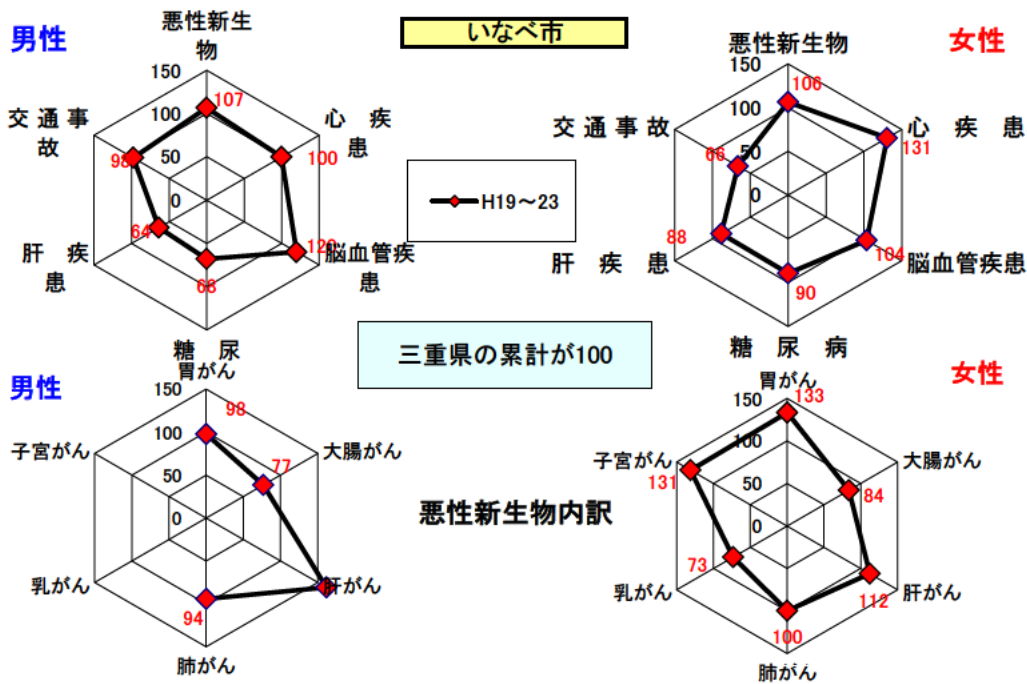 いなべ市
男性
悪性新生
物
150
100
50
0
107
心 疾
患
100
120
脳血管疾
患
66
糖 尿
64
肝 疾
患
98
交 通 事
故
H19～23
女性
悪性新生物
150
100
50
0
106
心 疾 患
131
104
脳血管疾患
90
糖 尿 病
88
肝 疾 患
66
交 通 事 故
三重県の累計が100
男性
胃がん
150
100
50
0
98
大腸がん
77
肝がん
94
肺がん
乳がん
子宮がん
悪性新生物内訳
女性
胃がん
150
100
50
0
133
大腸がん
84
肝がん
112
100
肺がん
乳がん
73
子宮がん
131